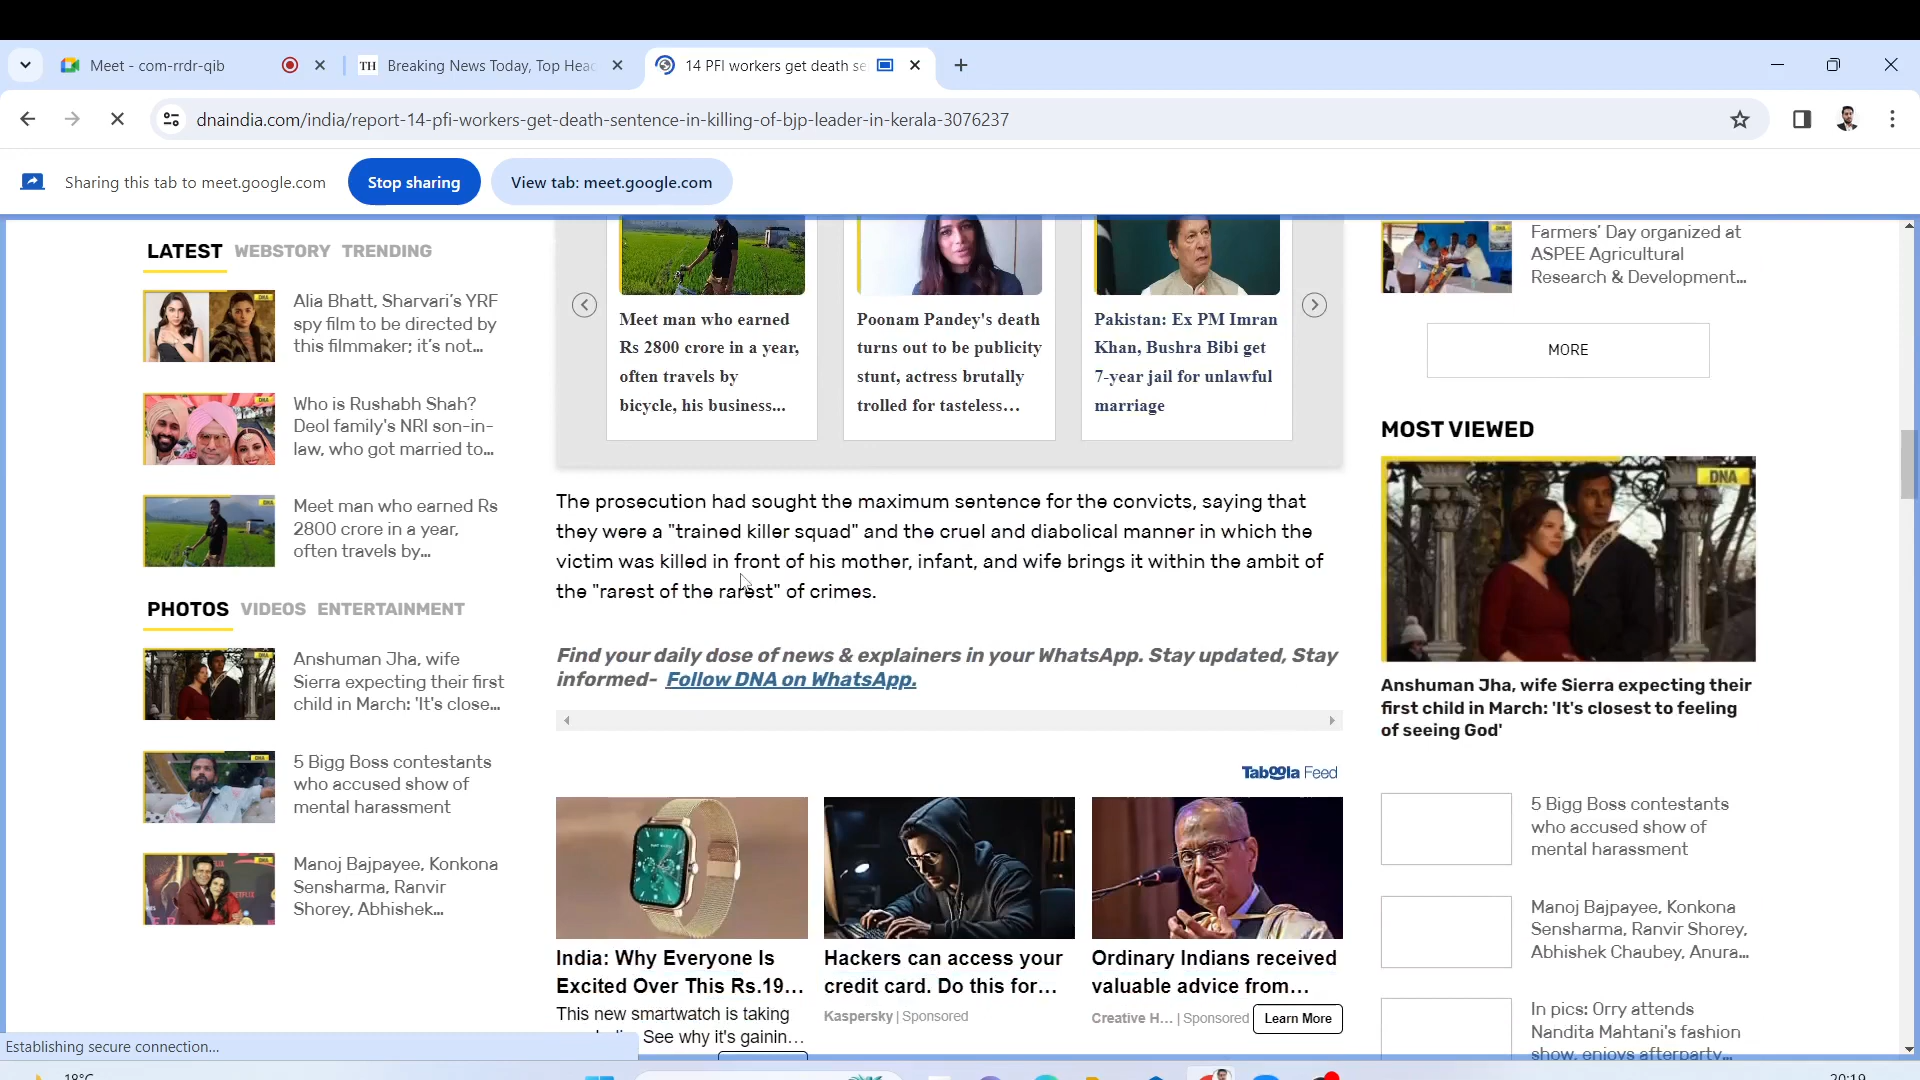 Meet - com-rrdr-qib
TH Breaking News Today, Top Head
14 PFI workers get death se
dnaindia.com/india/report-14-pfi-workers-get-death-sentence-in-killing-of-bjp-leader-in-kerala-3076237
Sharing this tab to meet.google.com
Stop sharing
View tab: meet.google.com
LATEST WEBSTORY TRENDING
Alia Bhatt, Sharvari's YRF
spy film to be directed by
this filmmaker; it's not...
Who is Rushabh Shah?
Deol family's NRI son-in-
law, who got married to...
Meet man who earned Rs
2800 crore in a year,
often travels by...
PHOTOS VIDEOS ENTERTAINMENT
Anshuman Jha, wife
Sierra expecting their first
child in March: 'It's close...
5 Bigg Boss contestants
who accused show of
mental harassment
Manoj Bajpayee, Konkona
Sensharma, Ranvir
Shorey, Abhishek...
Meet man who earned
Rs 2800 crore in a year,
often travels by
bicycle, his business...
Poonam Pandey's death
turns out to be publicity
stunt, actress brutally
trolled for tasteless...
Pakistan: Ex PM Imran
Khan, Bushra Bibi get
7-year jail for unlawful
marriage
The prosecution had sought the maximum sentence for the convicts, saying that
they were a "trained killer squad" and the cruel and diabolical manner in which the
victim was killed in front of his mother, infant, and wife brings it within the ambit of
the "rarest of the rarest" of crimes.
Find your daily dose of news & explainers in your WhatsApp. Stay updated, Stay
informed- Follow DNA on WhatsApp.
Taboola Feed
India: Why Everyone Is
Excited Over This Rs.19...
This new smartwatch is taking
See why it's gainin...
Hackers can access your
credit card. Do this for...
Kaspersky | Sponsored
Ordinary Indians received
valuable advice from...
Creative H... | Sponsored
Learn More
Farmers' Day organized at
ASPEE Agricultural
Research & Development...
MORE
MOST VIEWED
DNA
Anshuman Jha, wife Sierra expecting their
first child in March: 'It's closest to feeling
of seeing God'
5 Bigg Boss contestants
who accused show of
mental harassment
Manoj Bajpayee, Konkona
Sensharma, Ranvir Shorey,
Abhishek Chaubey, Anura...
In pics: Orry attends
Nandita Mahtani's fashion
show, enjoys afterparty...
Establishing secure connection...
18°C
20:19